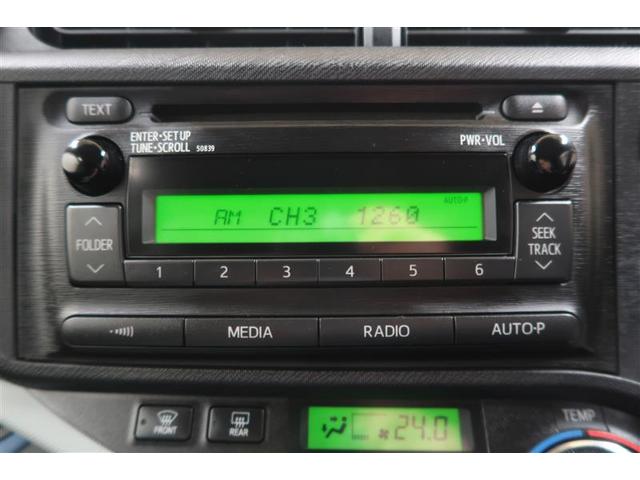 TEXT
ENTER•SETUP
TUNE•SCROLL 50839
PWR•VOL
AUTO-P
AM CH3 1260
FOLDER
SEEK
TRACK
1 2 3 4 5 6
MEDIA RADIO AUTO•P
FRONT
REAR
24.0
TEMP